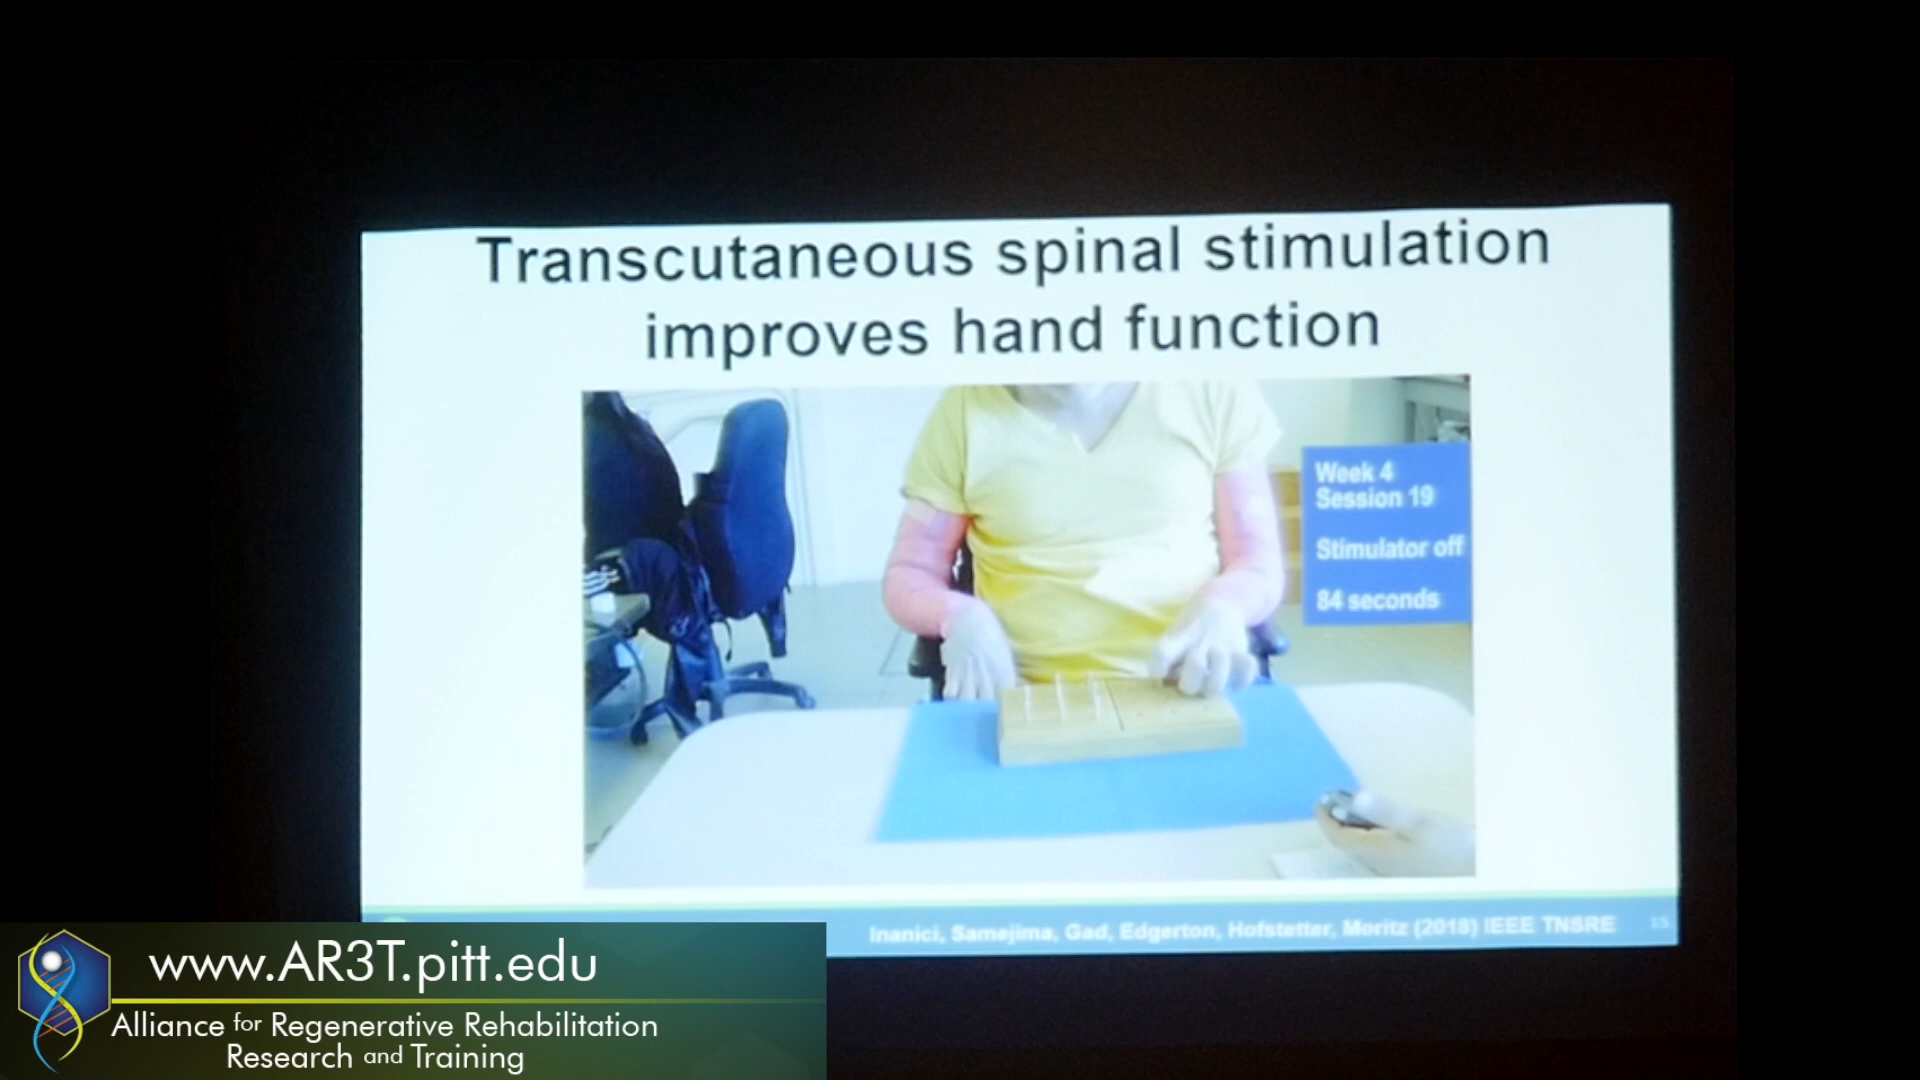 Transcutaneous spinal stimulation
improves hand function
Week 4
Session 19
Stimulator off
84 seconds
Inanici, Samejima, Gad, Edgerton, Hofstetter, Moritz (2018) IEEE TNSRE
15
www.AR3T.pitt.edu
Alliance for Regenerative Rehabilitation
Research and Training